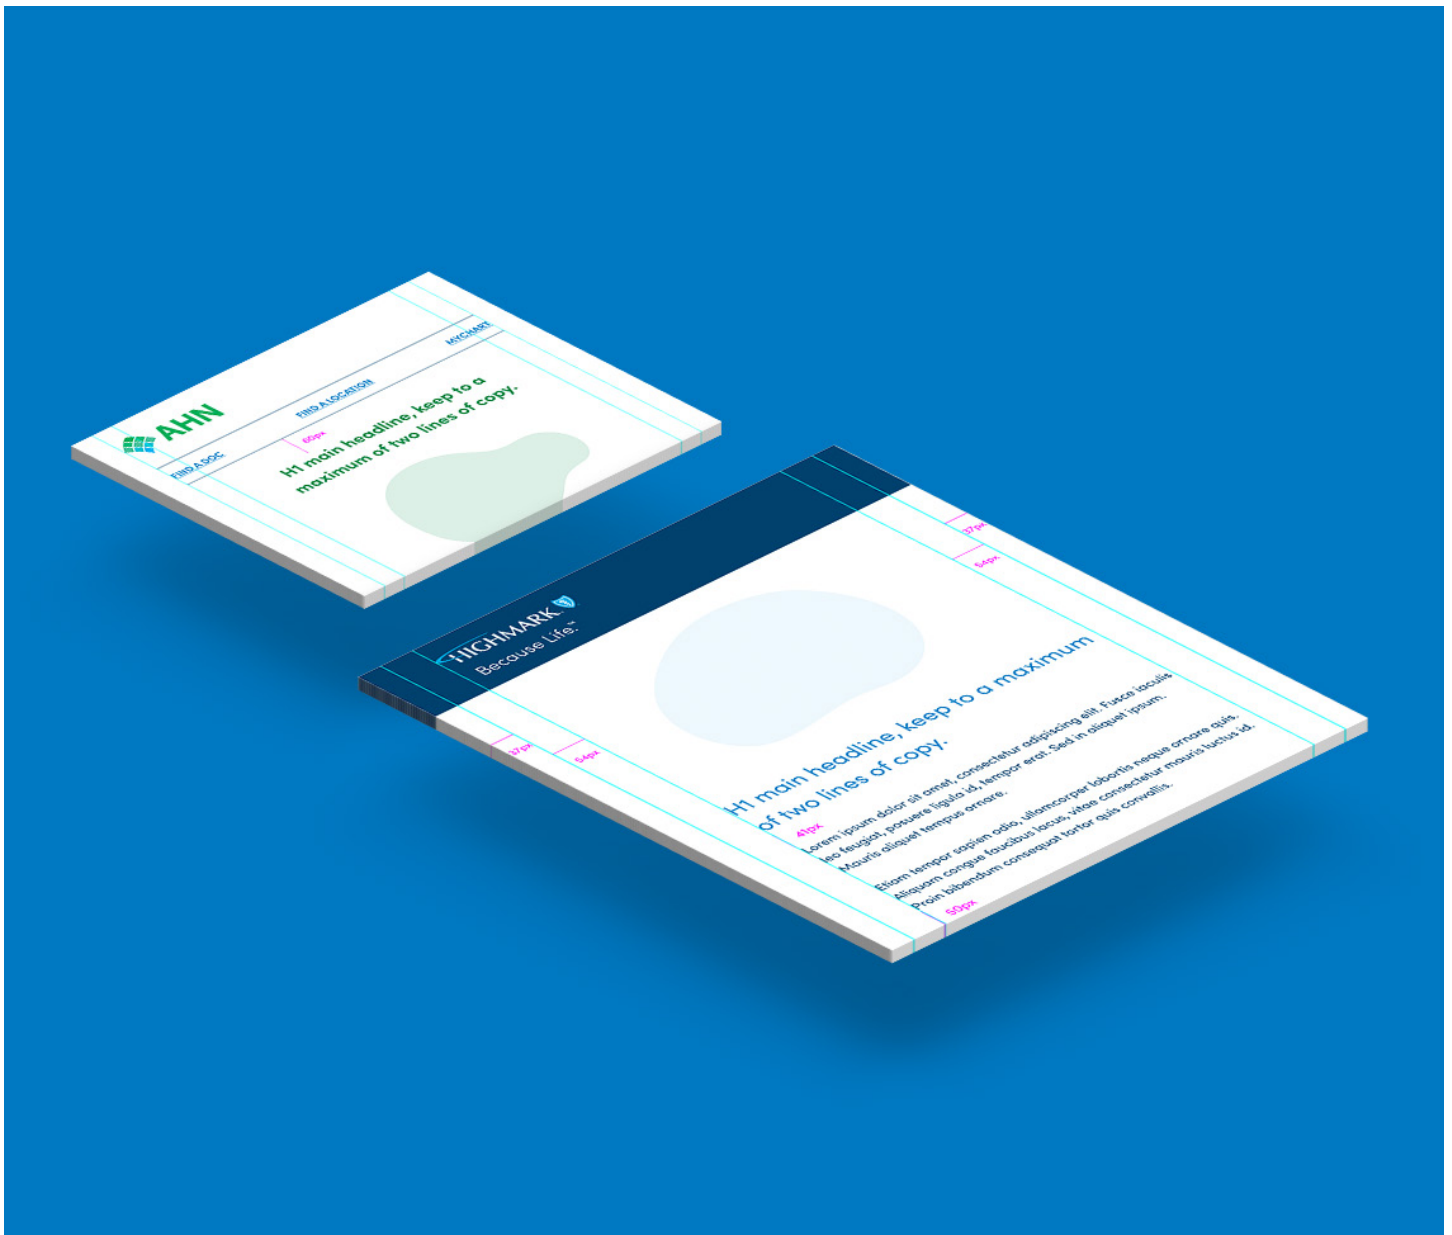 AHN
FIND A DOC
FIND A LOCATION
MYCHART
60px
H1 main headline, keep to a
maximum of two lines of copy.
HIGHMARK
Because Life.™
37px
54px
37px
54px
H1 main headline, keep to a maximum
of two lines of copy.
41px
Lorem ipsum dolor sit amet, consectetur adipiscing elit. Fusce iaculis
leo feugiat, posuere ligula id, tempor erat. Sed in aliquet ipsum.
Mauris aliquet tempus ornare.
Etiam tempor sapien odio, ullamcorper lobortis neque ornare quis.
Aliquam congue faucibus lacus, vitae consectetur mauris luctus id.
Proin bibendum consequat tortor quis convallis.
50px